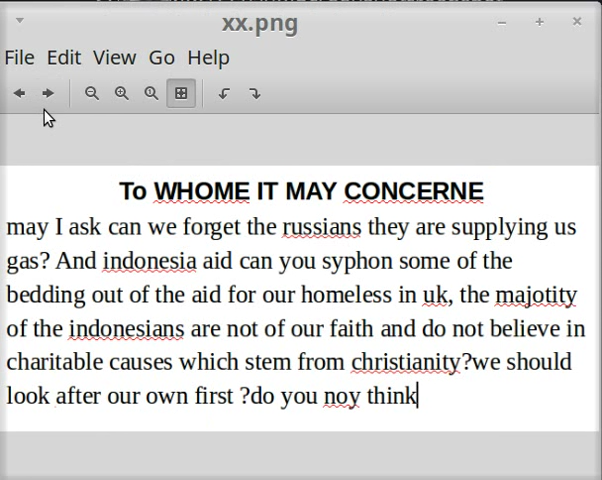 xx.png
File Edit View Go Help
To WHOME IT MAY CONCERNE
may I ask can we forget the russians they are supplying us
gas? And indonesia aid can you syphon some of the
bedding out of the aid for our homeless in uk, the majotity
of the indonesians are not of our faith and do not believe in
charitable causes which stem from christianity?we should
look after our own first ?do you noy think